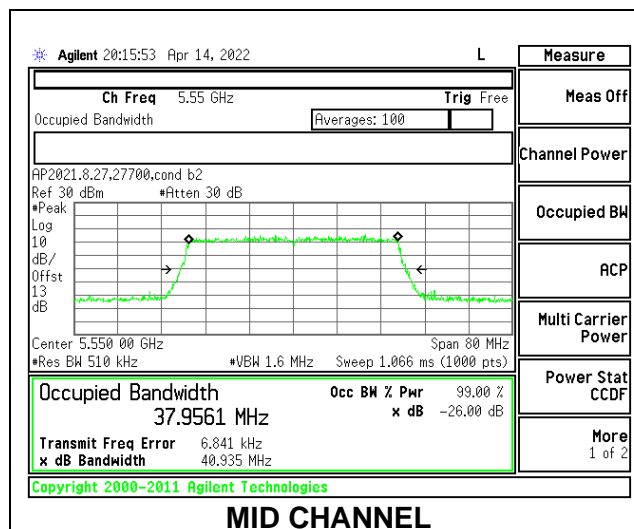 Agilent 20:15:53 Apr 14, 2022 L Measure
Ch Freq 5.55 GHz Trig Free
Occupied Bandwidth Averages: 100
AP2021.8.27,27700,cond b2
Ref 30 dBm #Atten 30 dB
#Peak
Log
10
dB/
Offst
13
dB
Center 5.550 00 GHz Span 80 MHz
#Res BW 510 kHz #VBW 1.6 MHz Sweep 1.066 ms (1000 pts)
Occupied Bandwidth Occ BW % Pwr 99.00 %
37.9561 MHz x dB -26.00 dB
Transmit Freq Error 6.841 kHz
x dB Bandwidth 40.935 MHz
Copyright 2000-2011 Agilent Technologies
Meas Off
Channel Power
Occupied BW
ACP
Multi Carrier
Power
Power Stat
CCDF
More
1 of 2
MID CHANNEL